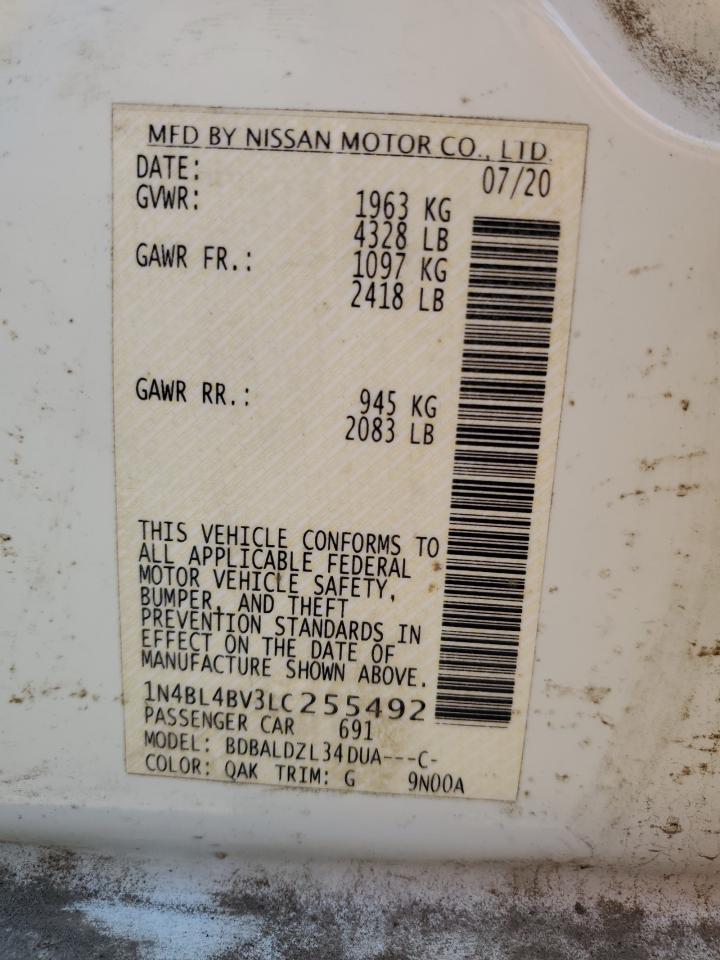 MFD BY NISSAN MOTOR CO., LTD.
DATE: 07/20
GVWR: 1963 KG
4328 LB
GAWR FR.: 1097 KG
2418 LB
GAWR RR.: 945 KG
2083 LB
THIS VEHICLE CONFORMS TO
ALL APPLICABLE FEDERAL
MOTOR VEHICLE SAFETY,
BUMPER, AND THEFT
PREVENTION STANDARDS IN
EFFECT ON THE DATE OF
MANUFACTURE SHOWN ABOVE.
1N4BL4BV3LC255492
PASSENGER CAR 691
MODEL: BDBALDZL34DUA---C-
COLOR: QAK TRIM: G 9N00A